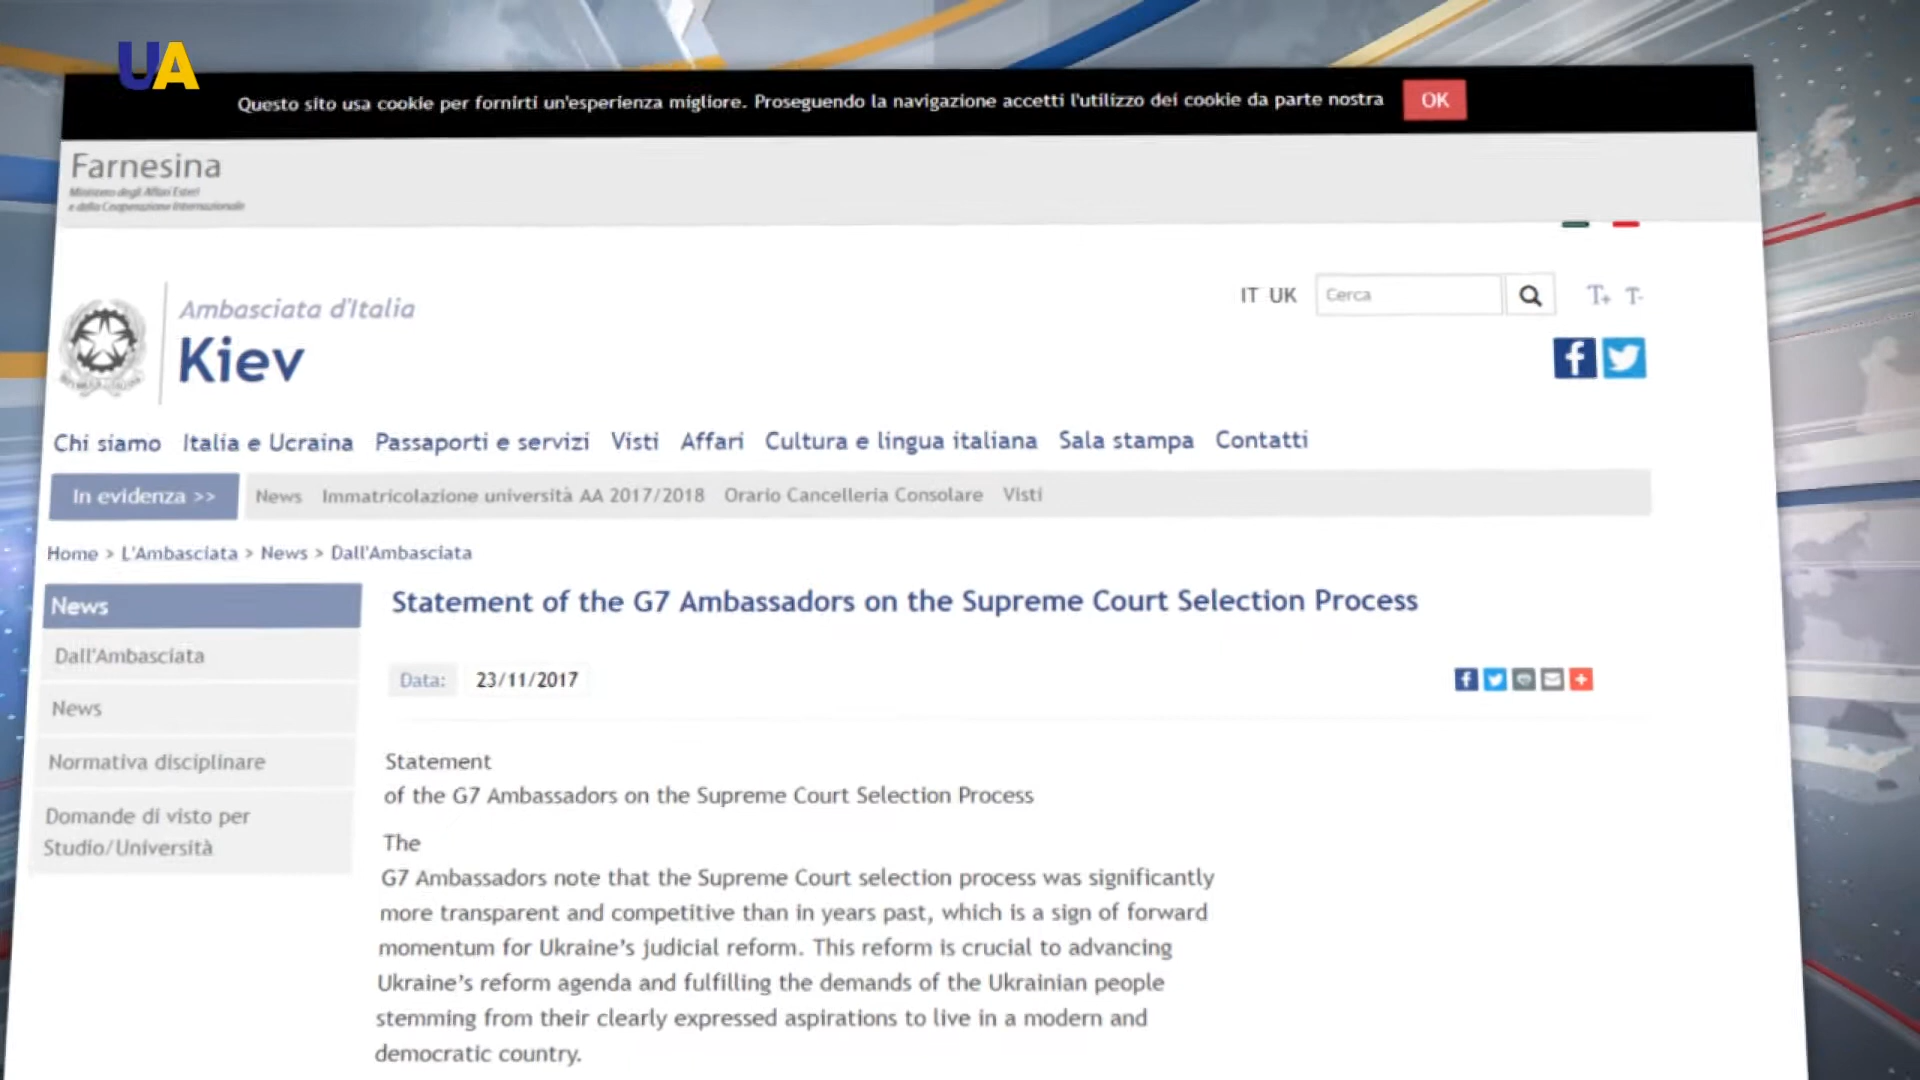 UA
Questo sito usa cookie per fornirti un'esperienza migliore. Proseguendo la navigazione accetti l'utilizzo dei cookie da parte nostra OK
Farnesina
Ministero degli Affari Esteri
e della Cooperazione Internazionale
Ambasciata d'Italia
Kiev
IT UK Cerca T+ T-
Chi siamo Italia e Ucraina Passaporti e servizi Visti Affari Cultura e lingua italiana Sala stampa Contatti
In evidenza >> News Immatricolazione università AA 2017/2018 Orario Cancelleria Consolare Visti
Home > L'Ambasciata > News > Dall'Ambasciata
News
Dall'Ambasciata
News
Normativa disciplinare
Domande di visto per
Studio/Università
Statement of the G7 Ambassadors on the Supreme Court Selection Process
Data: 23/11/2017
Statement
of the G7 Ambassadors on the Supreme Court Selection Process
The
G7 Ambassadors note that the Supreme Court selection process was significantly
more transparent and competitive than in years past, which is a sign of forward
momentum for Ukraine’s judicial reform. This reform is crucial to advancing
Ukraine’s reform agenda and fulfilling the demands of the Ukrainian people
stemming from their clearly expressed aspirations to live in a modern and
democratic country.